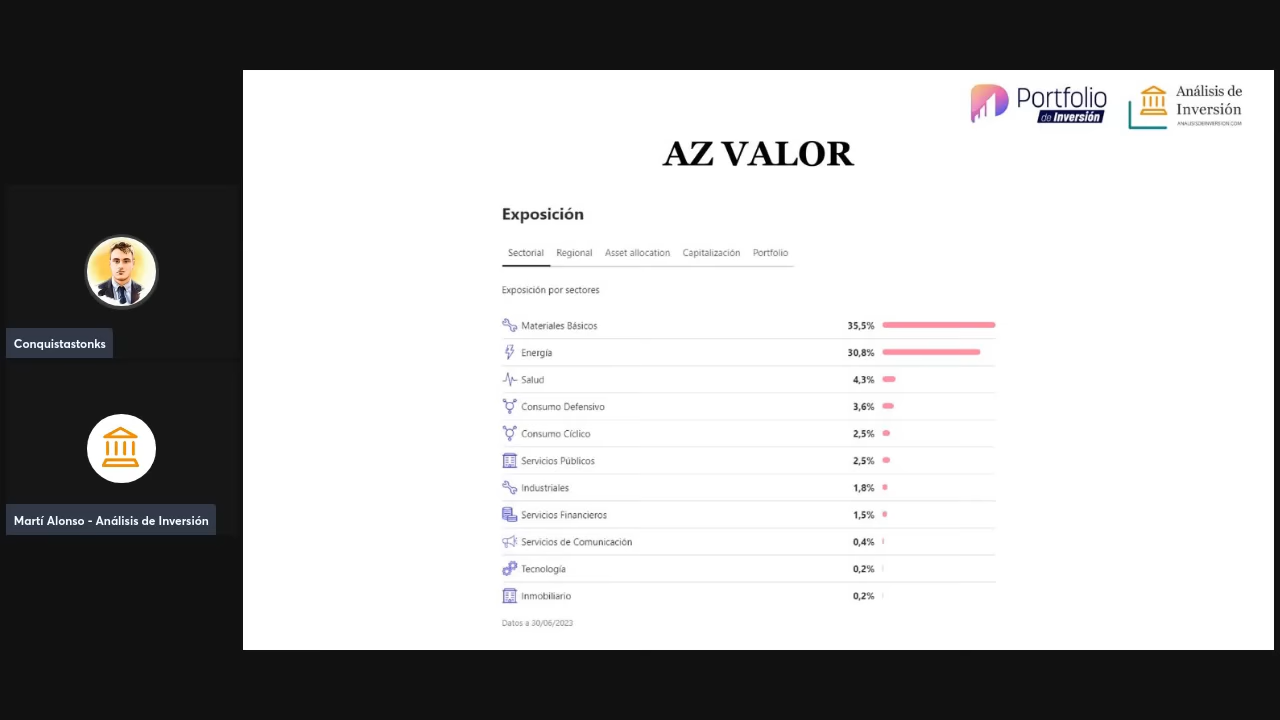 Portfolio
de Inversión
Análisis de
Inversión
ANALISISDEINVERSION.COM
AZ VALOR
Exposición
Sectorial Regional Asset allocation Capitalización Portfolio
Exposición por sectores
Materiales Básicos 35,5%
Energía 30,8%
Salud 4,3%
Consumo Defensivo 3,6%
Consumo Cíclico 2,5%
Servicios Públicos 2,5%
Industriales 1,8%
Servicios Financieros 1,5%
Servicios de Comunicación 0,4%
Tecnología 0,2%
Inmobiliario 0,2%
Datos a 30/06/2023
Conquistastonks
Martí Alonso - Análisis de Inversión